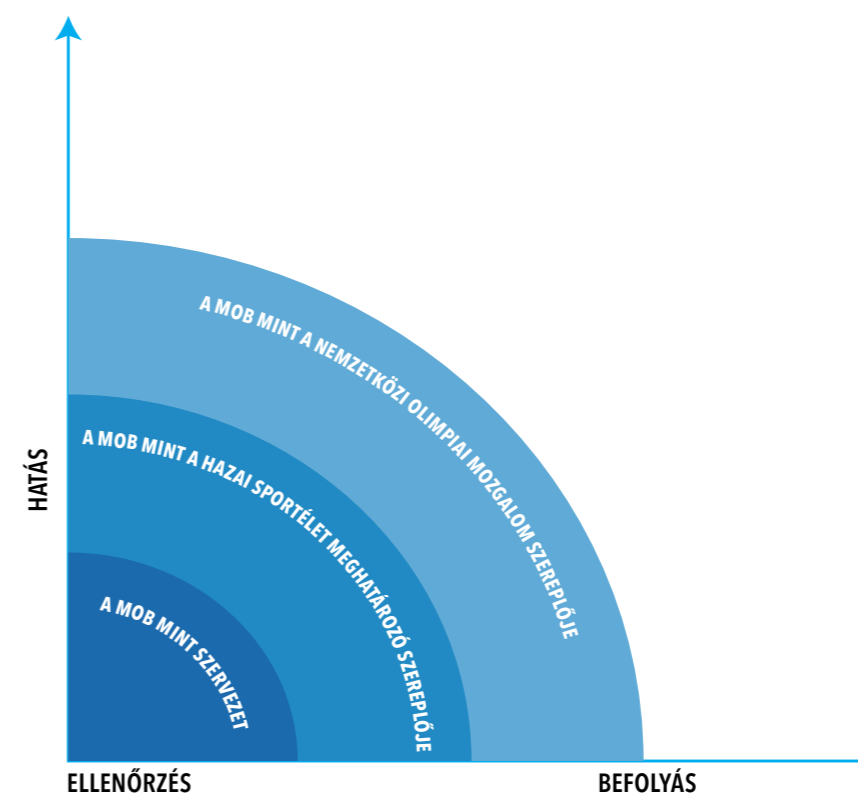 A MOB MINT A NEMZETKÖZI OLIMPIAI MOZGALOM SZEREPLŐJE
A MOB MINT A HAZAI SPORTÉLET MEGHATÁROZÓ SZEREPLŐJE
A MOB MINT SZERVEZET
HATÁS
ELLENŐRZÉS
BEFOLYÁS